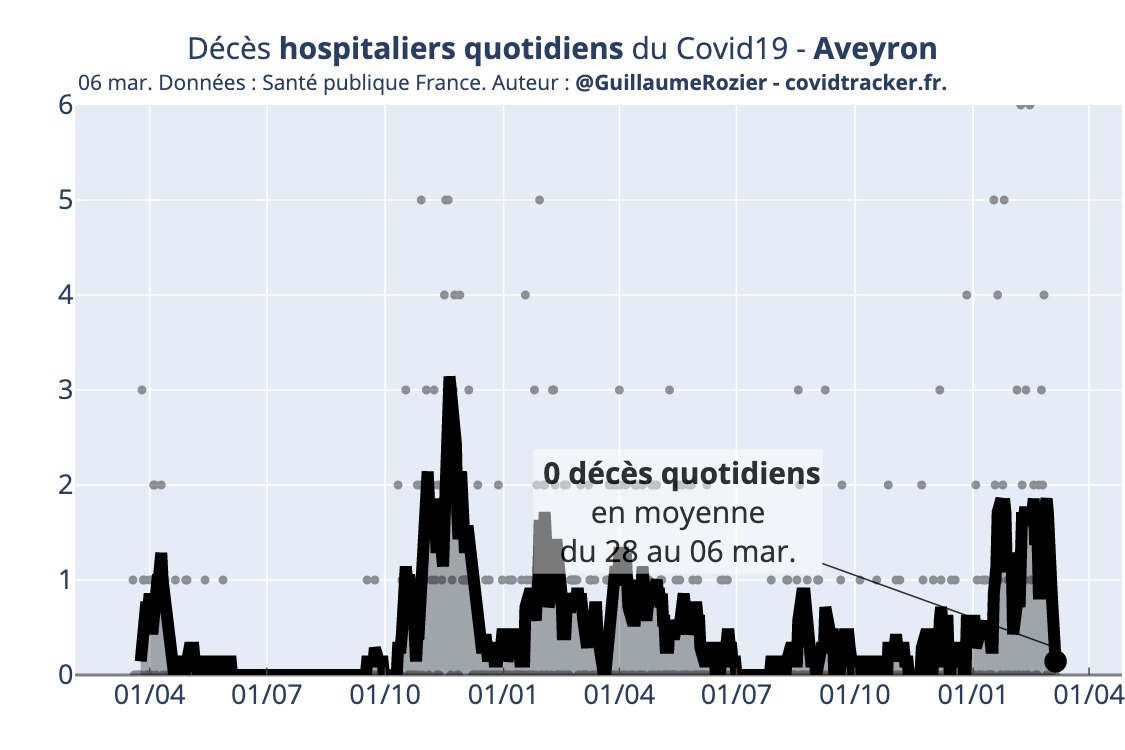 Décès hospitaliers quotidiens du Covid19 - Aveyron
06 mar. Données : Santé publique France. Auteur : @GuillaumeRozier - covidtracker.fr.
6
5
4
3
2
1
0
0 décès quotidiens
en moyenne
du 28 au 06 mar.
01/04 01/07 01/10 01/01 01/04 01/07 01/10 01/01 01/04